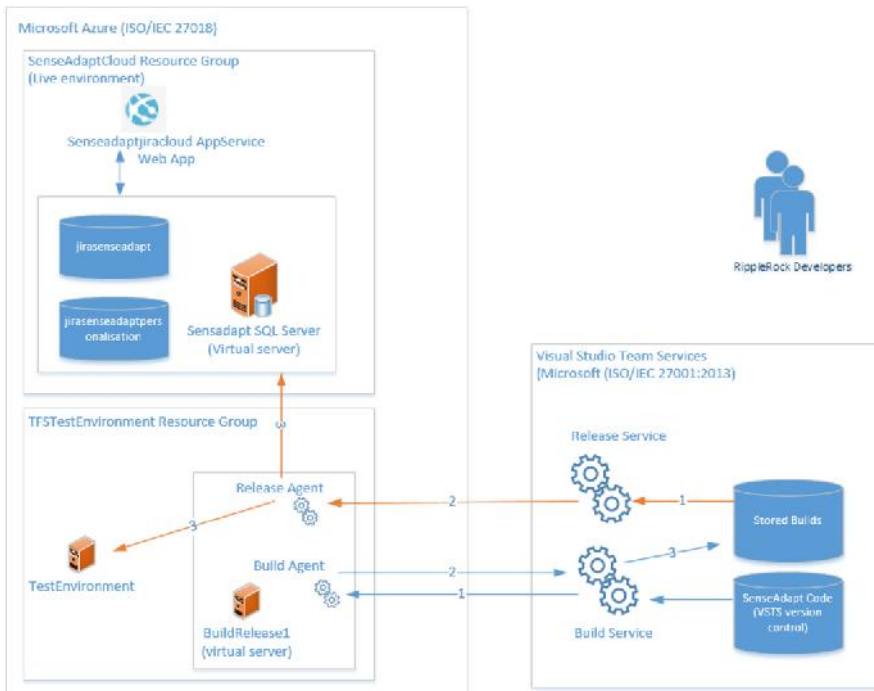 Microsoft Azure (ISO/IEC 27018)
SenseAdaptCloud Resource Group
(Live environment)
Senseadaptjiracloud AppService
Web App
jirasenseadapt
jirasenseadaptpers
onalisation
Sensadapt SQL Server
(Virtual server)
RippleRock Developers
TFSTestEnvironment Resource Group
3
Release Agent
3
TestEnvironment
Build Agent
BuildRelease1
(virtual server)
2
2
1
Visual Studio Team Services
(Microsoft (ISO/IEC 27001:2013)
Release Service
1
Stored Builds
3
Build Service
SenseAdapt Code
(VSTS version
control)